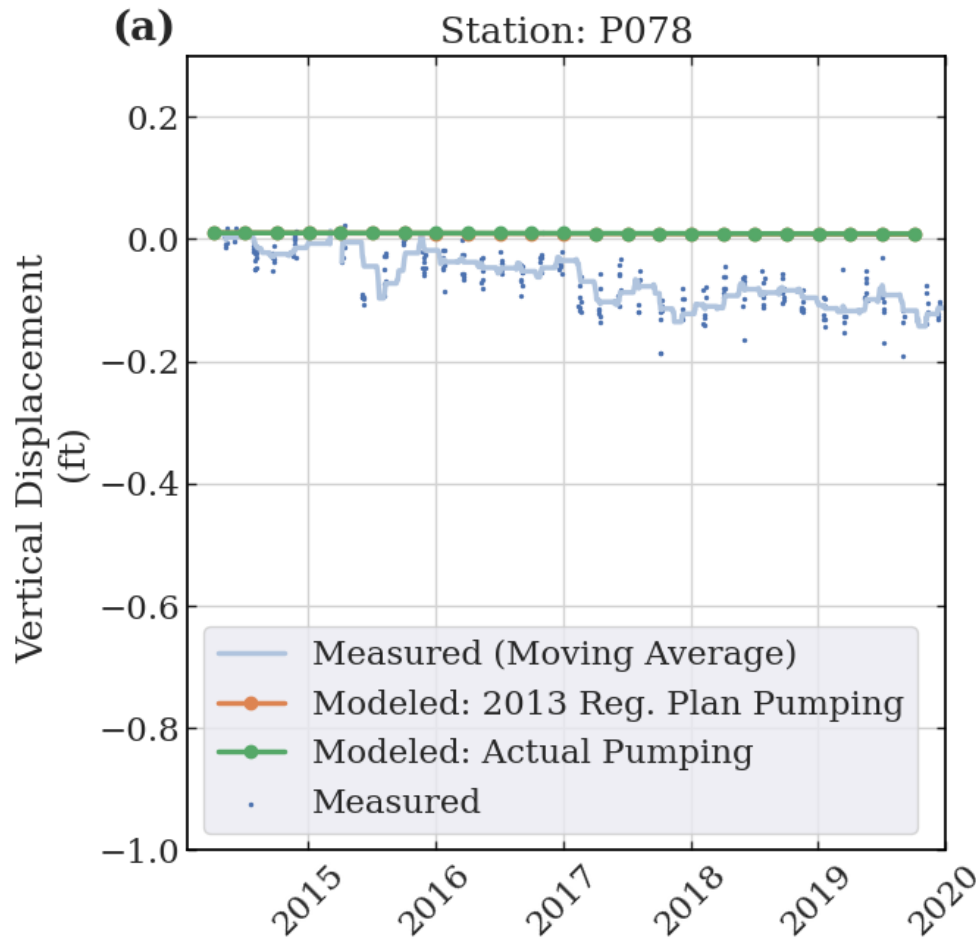 (a)
Station: P078
Vertical Displacement
(ft)
0.2
0.0
−0.2
−0.4
−0.6
−0.8
−1.0
Measured (Moving Average)
Modeled: 2013 Reg. Plan Pumping
Modeled: Actual Pumping
Measured
2015
2016
2017
2018
2019
2020